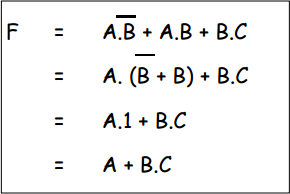 F = A.B̅ + A.B + B.C
= A. (B̅ + B) + B.C
= A.1 + B.C
= A + B.C